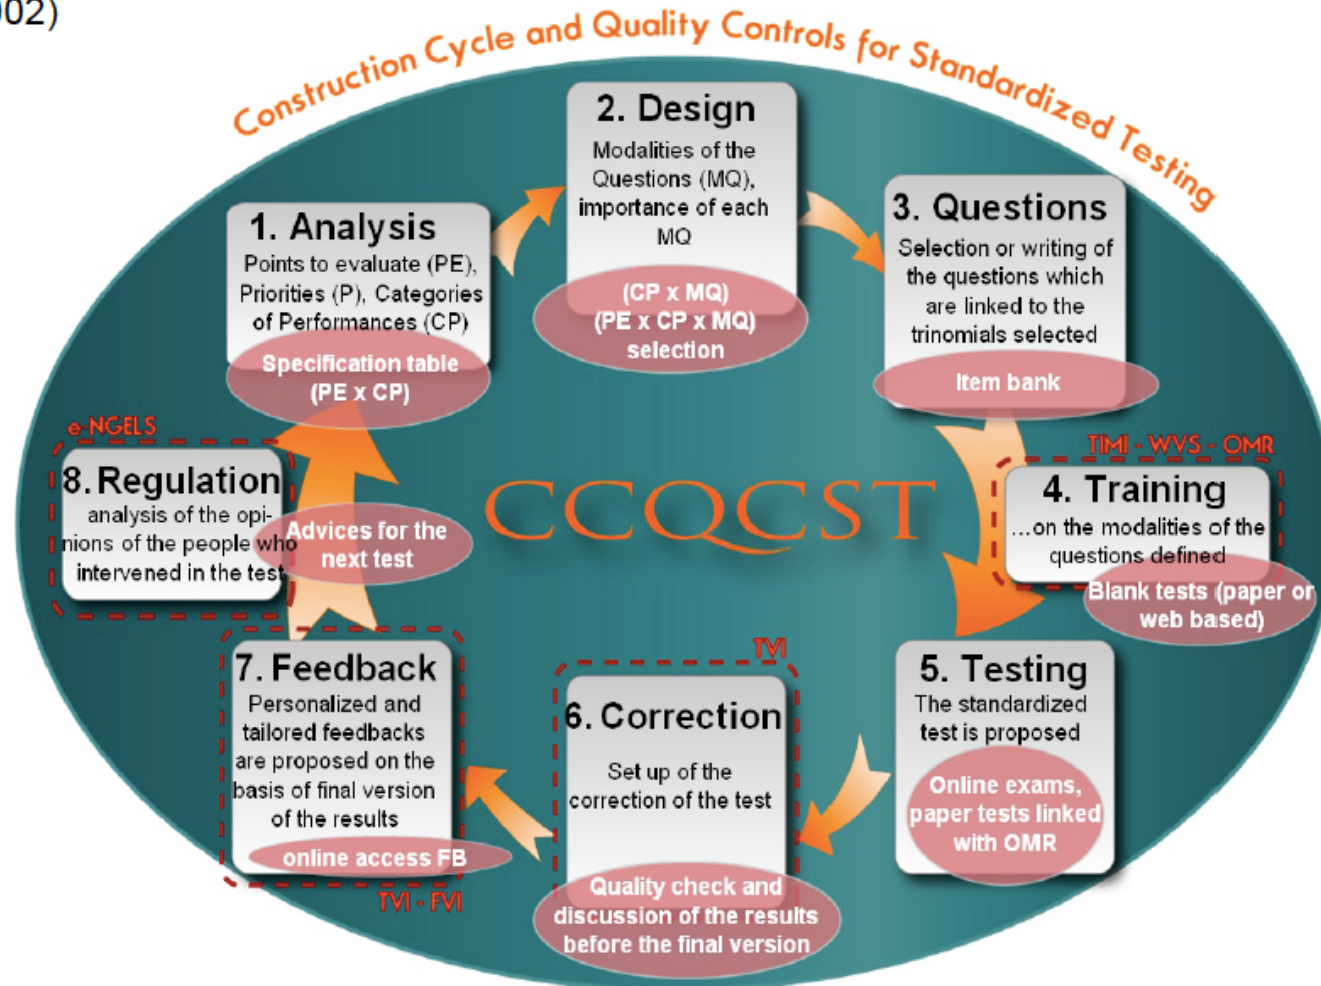 002)
Construction Cycle and Quality Controls for Standardized Testing
1. Analysis
Points to evaluate (PE),
Priorities (P), Categories
of Performances (CP)
Specification table
(PE x CP)
2. Design
Modalities of the
Questions (MQ),
importance of each
MQ
(CP x MQ)
(PE x CP x MQ)
selection
3. Questions
Selection or writing of
the questions which
are linked to the
trinomials selected
Item bank
TIMI - WVS - OMR
4. Training
...on the modalities of the
questions defined
Blank tests (paper or
web based)
5. Testing
The standardized
test is proposed
Online exams,
paper tests linked
with OMR
TVI
6. Correction
Set up of the
correction of the test
Quality check and
discussion of the results
before the final version
7. Feedback
Personalized and
tailored feedbacks
are proposed on the
basis of final version
of the results
online access FB
TVI - FVI
e-NGELS
8. Regulation
analysis of the opi-
nions of the people who
intervened in the test
Advices for the
next test
CCQCST